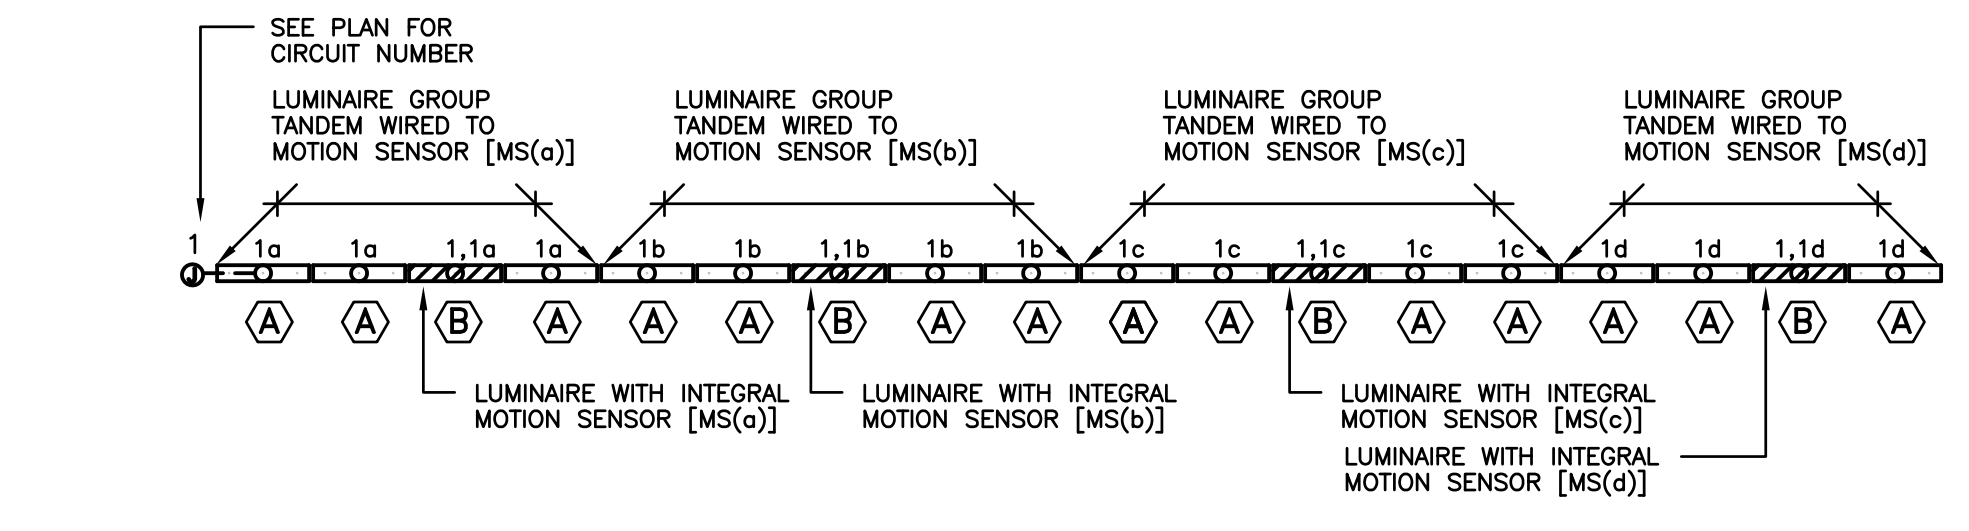 SEE PLAN FOR
CIRCUIT NUMBER
LUMINAIRE GROUP
TANDEM WIRED TO
MOTION SENSOR [MS(a)]
LUMINAIRE GROUP
TANDEM WIRED TO
MOTION SENSOR [MS(b)]
LUMINAIRE GROUP
TANDEM WIRED TO
MOTION SENSOR [MS(c)]
LUMINAIRE GROUP
TANDEM WIRED TO
MOTION SENSOR [MS(d)]
1 1a 1a 1,1a 1a 1b 1b 1,1b 1b 1b 1c 1c 1,1c 1c 1c 1d 1d 1,1d 1d
J
A A B A A A B A A A A B A A A A B A
LUMINAIRE WITH INTEGRAL
MOTION SENSOR [MS(a)]
LUMINAIRE WITH INTEGRAL
MOTION SENSOR [MS(b)]
LUMINAIRE WITH INTEGRAL
MOTION SENSOR [MS(c)]
LUMINAIRE WITH INTEGRAL
MOTION SENSOR [MS(d)]